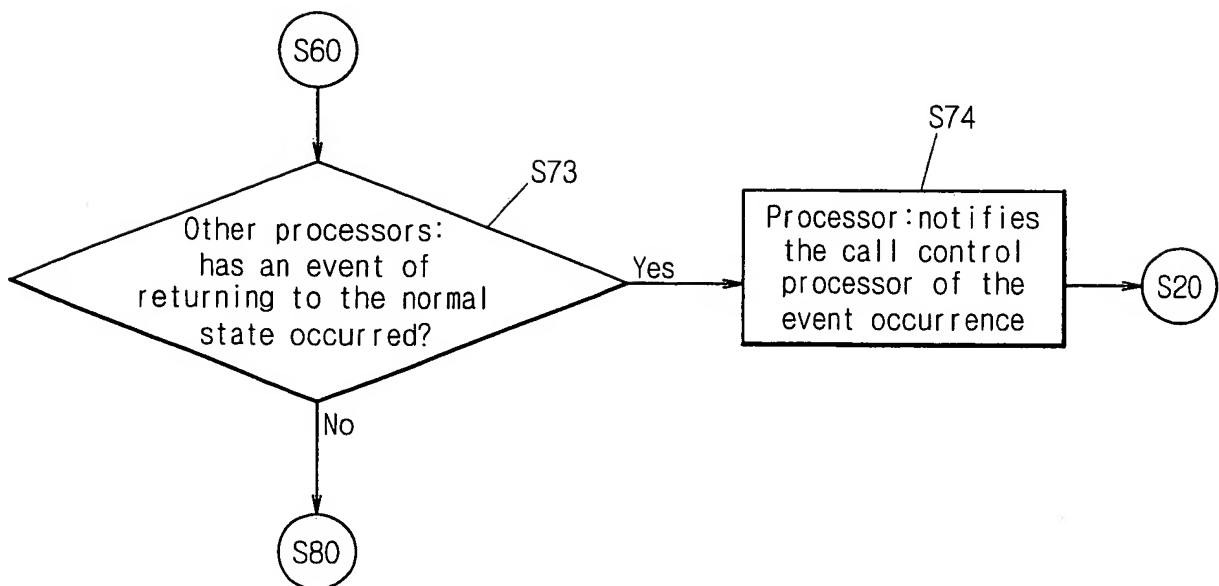 S60
S73
Other processors:
has an event of
returning to the normal
state occurred?
Yes
S74
Processor:notifies
the call control
processor of the
event occurrence
S20
No
S80